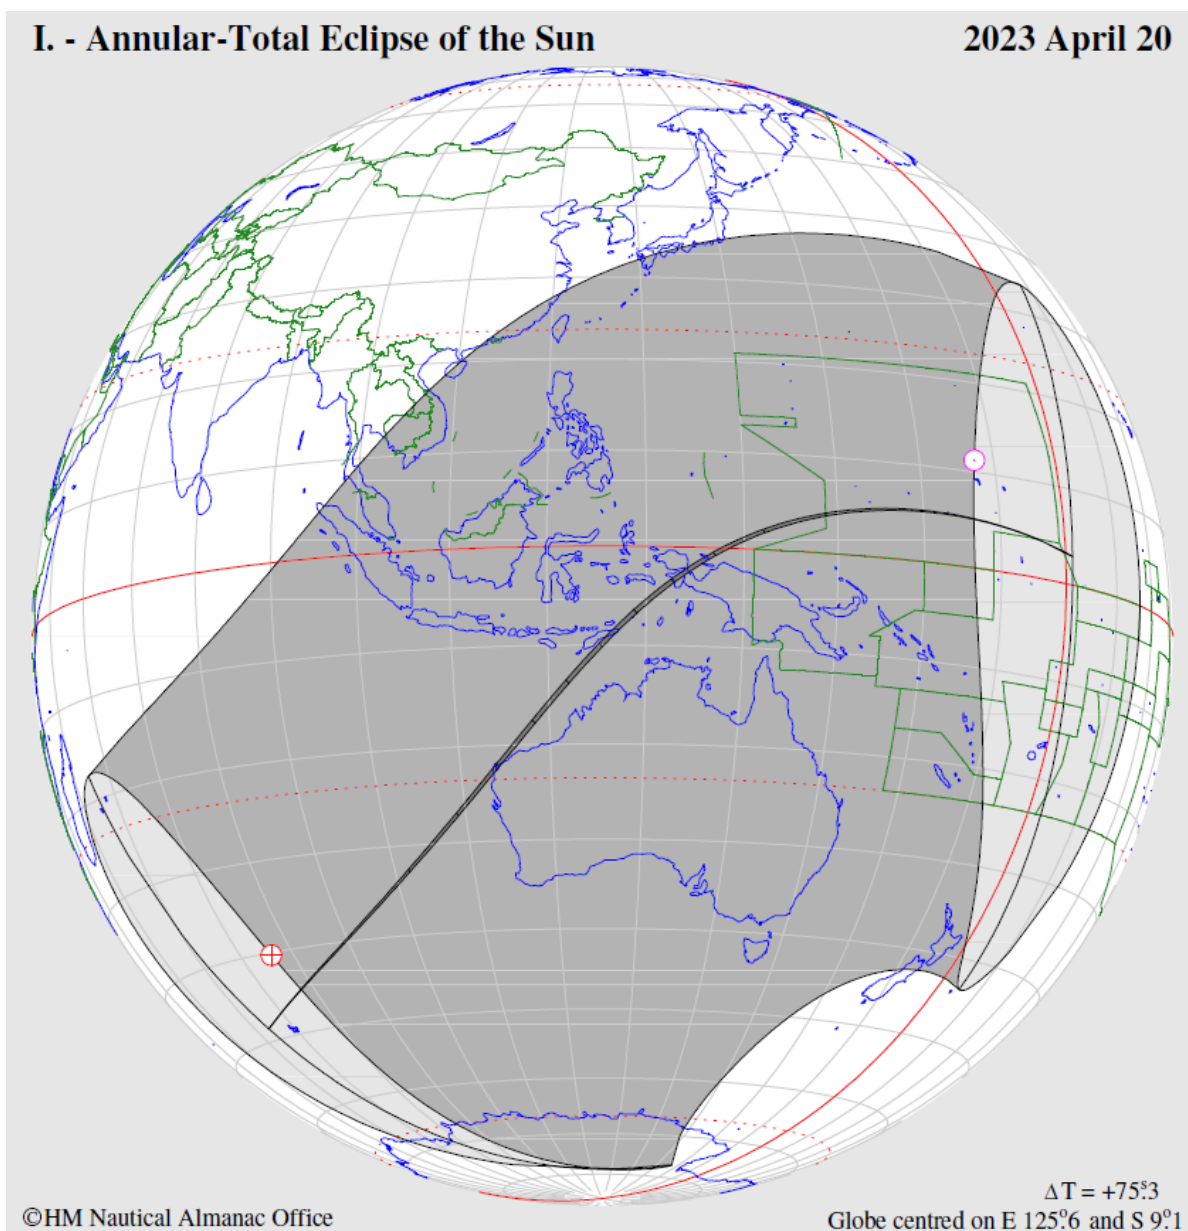 I. - Annular-Total Eclipse of the Sun
2023 April 20
ΔT = +75ˢ.3
©HM Nautical Almanac Office
Globe centred on E 125°.6 and S 9°.1